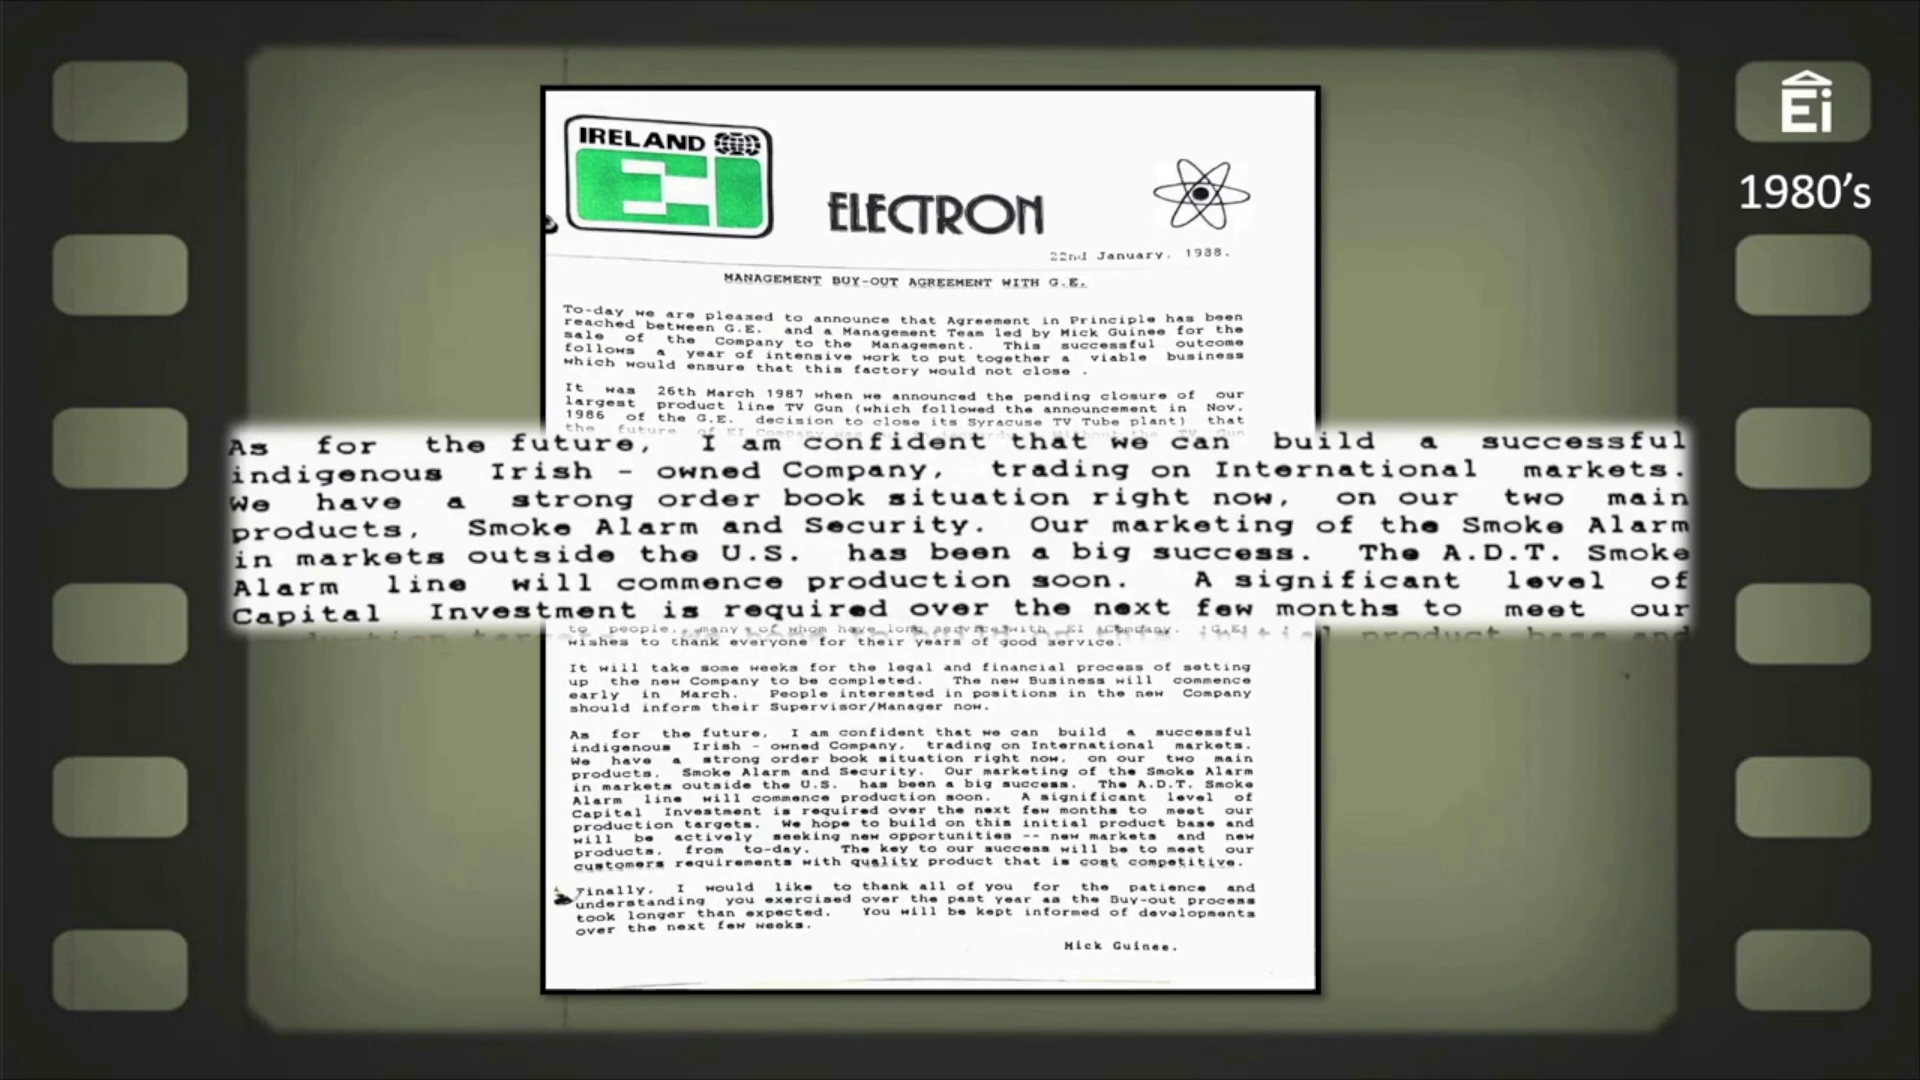 Ei
1980's
IRELAND
EI
ELECTRON
22nd January, 1988.
MANAGEMENT BUY-OUT AGREEMENT WITH G.E.
To-day we are pleased to announce that Agreement in Principle has been
reached between G.E. and a Management Team led by Mick Guinee for the
sale of the Company to the Management. This successful outcome
follows a year of intensive work to put together a viable business
which would ensure that this factory would not close .
It was 26th March 1987 when we announced the pending closure of our
largest product line TV Gun (which followed the announcement in Nov.
1986 of the G.E. decision to close its Syracuse TV Tube plant) that
the future of EI Company was
As for the future, I am confident that we can build a successful
indigenous Irish - owned Company, trading on International markets.
We have a strong order book situation right now, on our two main
products, Smoke Alarm and Security. Our marketing of the Smoke Alarm
in markets outside the U.S. has been a big success. The A.D.T. Smoke
Alarm line will commence production soon. A significant level of
Capital Investment is required over the next few months to meet our
to people, many of whom have long service with EI Company. G.E.
wishes to thank everyone for their years of good service.
It will take some weeks for the legal and financial process of setting
up the new Company to be completed. The new Business will commence
early in March. People interested in positions in the new Company
should inform their Supervisor/Manager now.
As for the future, I am confident that we can build a successful
indigenous Irish - owned Company, trading on International markets.
We have a strong order book situation right now, on our two main
products, Smoke Alarm and Security. Our marketing of the Smoke Alarm
in markets outside the U.S. has been a big success. The A.D.T. Smoke
Alarm line will commence production soon. A significant level of
Capital Investment is required over the next few months to meet our
production targets. We hope to build on this initial product base and
will be actively seeking new opportunities -- new markets and new
products, from to-day. The key to our success will be to meet our
customers requirements with quality product that is cost competitive.
Finally, I would like to thank all of you for the patience and
understanding you exercised over the past year as the Buy-out process
took longer than expected. You will be kept informed of developments
over the next few weeks.
Mick Guinee.